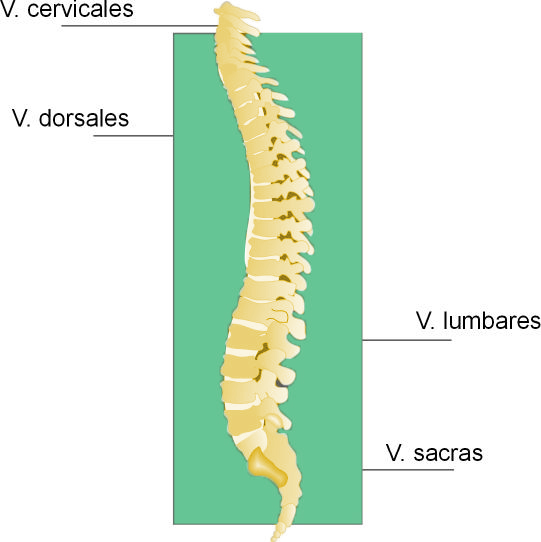 V. cervicales
V. dorsales
V. lumbares
V. sacras